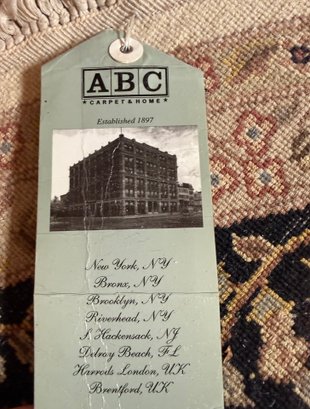 ABC
★ CARPET & HOME ★
Established 1897
New York, NY
Bronx, NY
Brooklyn, NY
Riverhead, NY
S. Hackensack, NJ
Delray Beach, FL
Harrods London, UK
Brentford, UK